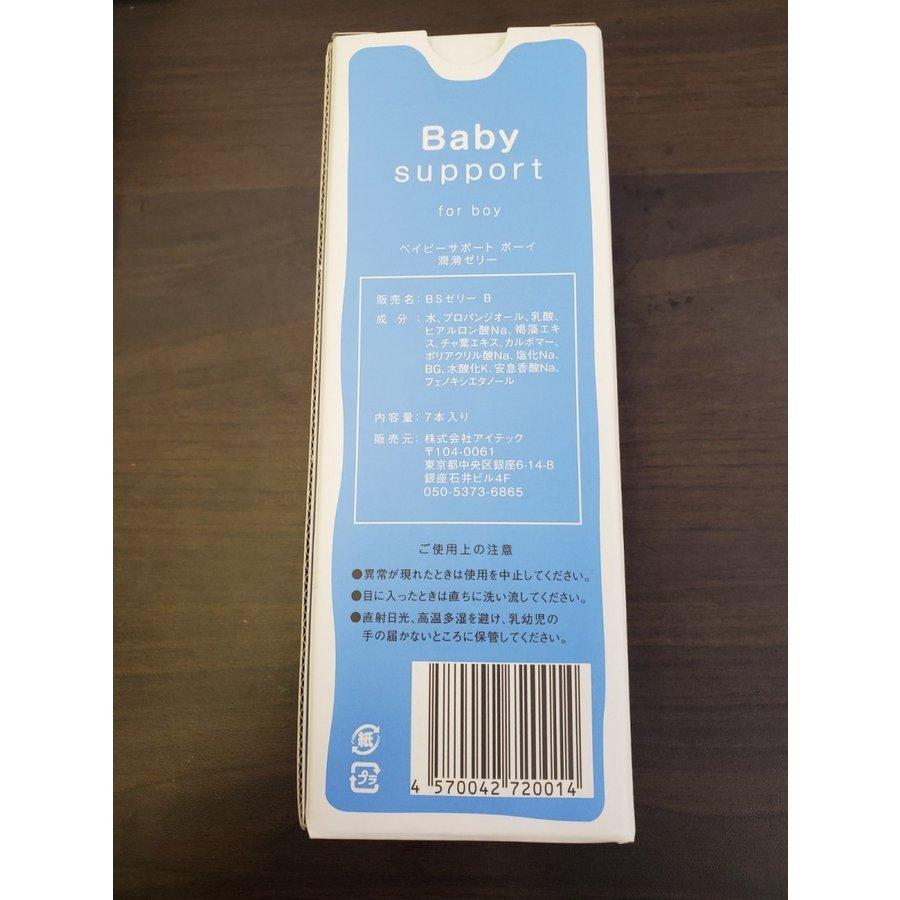 Baby
support
for boy
ベイビーサポート ボーイ
潤滑ゼリー
販売名：BSゼリー B
成　分：水、プロパンジオール、乳酸、
ヒアルロン酸Na、褐藻エキ
ス、チャ葉エキス、カルボマー、
ポリアクリル酸Na、塩化Na、
BG、水酸化K、安息香酸Na、
フェノキシエタノール
内容量：7本入り
販売元：株式会社アイテック
〒104-0061
東京都中央区銀座6-14-8
銀座石井ビル4F
050-5373-6865
ご使用上の注意
●異常が現れたときは使用を中止してください。
●目に入ったときは直ちに洗い流してください。
●直射日光、高温多湿を避け、乳幼児の
手の届かないところに保管してください。
紙
プラ
4 570042 720014